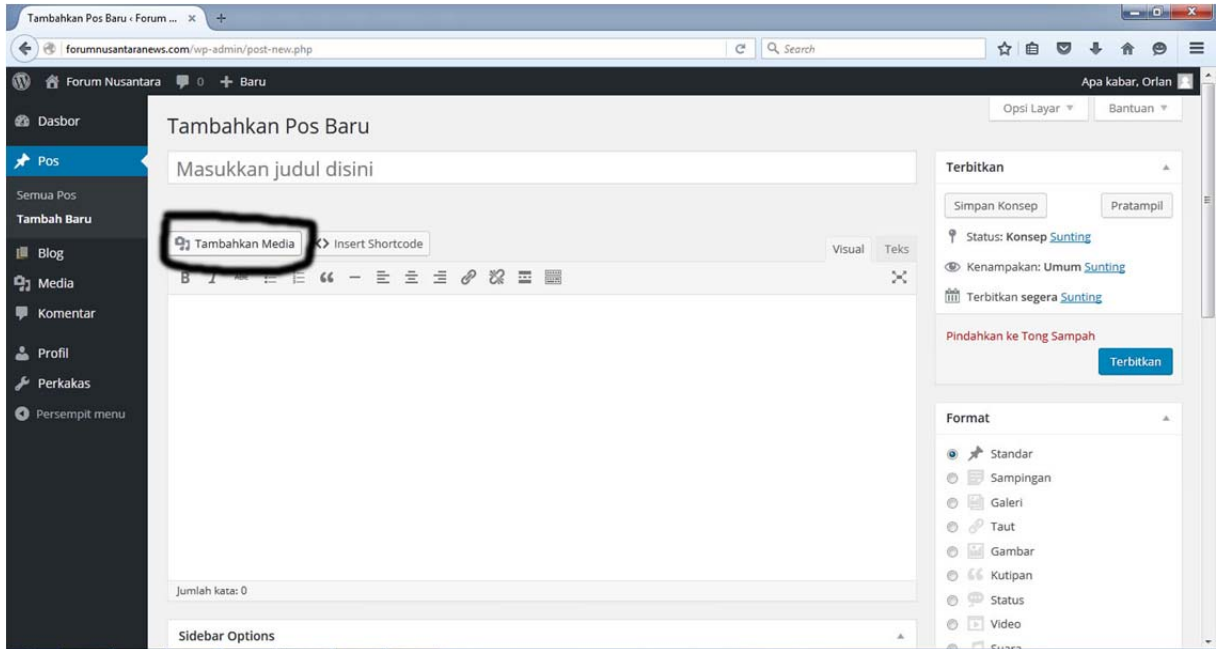 Tambahkan Pos Baru ‹ Forum ...
forumnusantaranews.com/wp-admin/post-new.php
Search
Forum Nusantara 0 + Baru
Apa kabar, Orlan
Dasbor
Pos
Semua Pos
Tambah Baru
Blog
Media
Komentar
Profil
Perkakas
Persempit menu
Opsi Layar Bantuan
Tambahkan Pos Baru
Masukkan judul disini
Tambahkan Media Insert Shortcode
Visual Teks
B I ABC
Jumlah kata: 0
Sidebar Options
Terbitkan
Simpan Konsep Pratampil
Status: Konsep Sunting
Kenampakan: Umum Sunting
Terbitkan segera Sunting
Pindahkan ke Tong Sampah
Terbitkan
Format
Standar
Sampingan
Galeri
Taut
Gambar
Kutipan
Status
Video
Suara